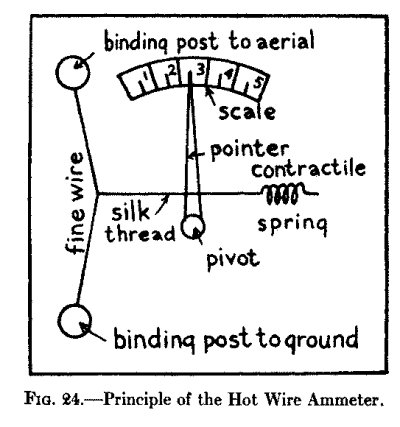 binding post to aerial
1 2 3 4 5
scale
pointer
contractile
fine wire
silk
thread
spring
pivot
binding post to ground
FIG. 24.—Principle of the Hot Wire Ammeter.